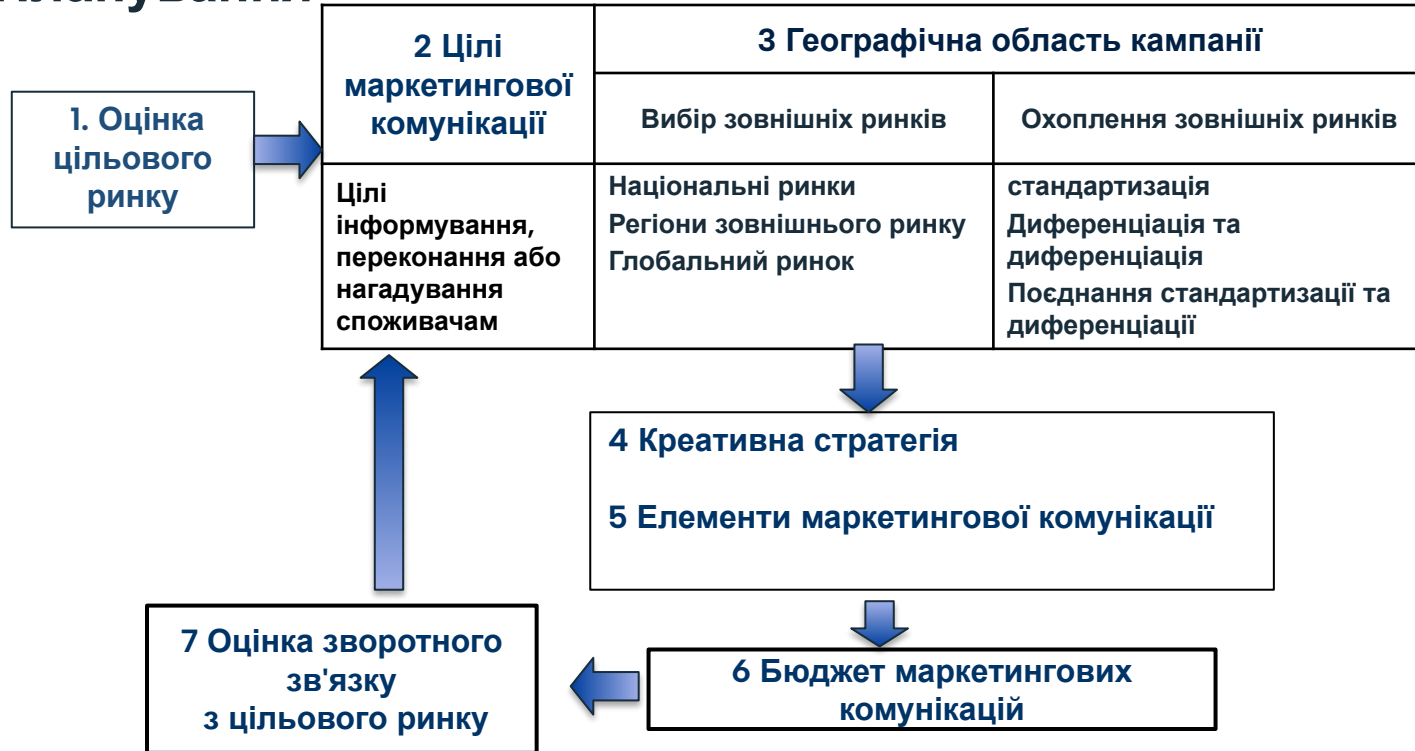 1. Оцінка
цільового
ринку
2 Цілі
маркетингової
комунікації
3 Географічна область кампанії
Вибір зовнішніх ринків
Охоплення зовнішніх ринків
Цілі
інформування,
переконання або
нагадування
споживачам
Національні ринки
Регіони зовнішнього ринку
Глобальний ринок
стандартизація
Диференціація та
диференціація
Поєднання стандартизації та
диференціації
4 Креативна стратегія
5 Елементи маркетингової комунікації
6 Бюджет маркетингових
комунікацій
7 Оцінка зворотного
зв'язку
з цільового ринку